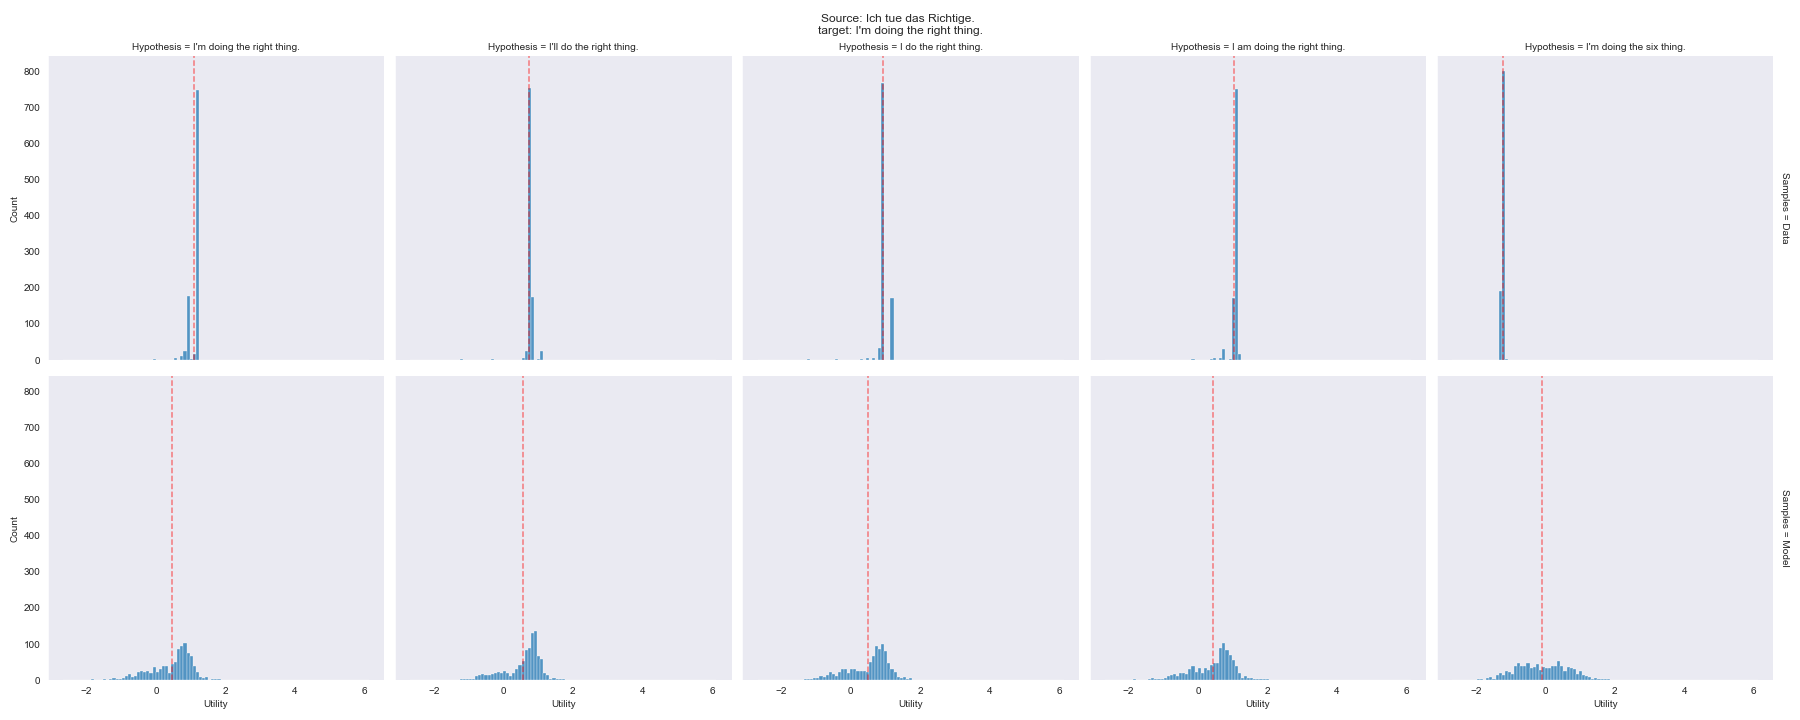 Source: Ich tue das Richtige.
target: I'm doing the right thing.
Hypothesis = I'm doing the right thing.
Hypothesis = I'll do the right thing.
Hypothesis = I do the right thing.
Hypothesis = I am doing the right thing.
Hypothesis = I'm doing the six thing.
800
700
600
500
400
300
200
100
0
Count
Samples = Data
800
700
600
500
400
300
200
100
0
Count
Samples = Model
−2 0 2 4 6
−2 0 2 4 6
−2 0 2 4 6
−2 0 2 4 6
−2 0 2 4 6
Utility
Utility
Utility
Utility
Utility